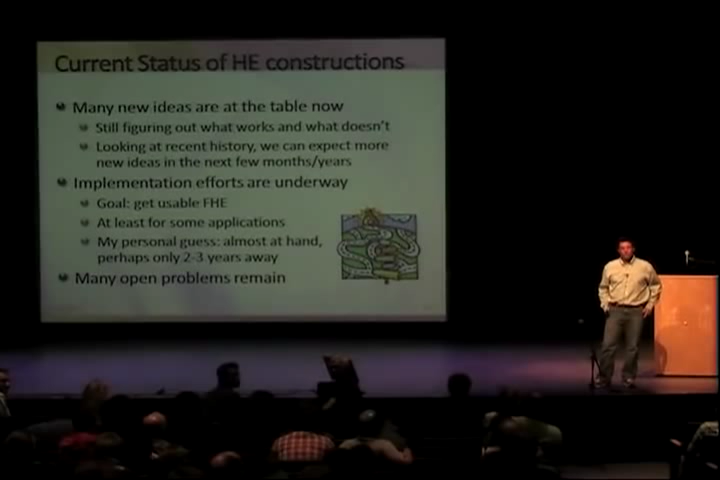 Current Status of HE constructions
Many new ideas are at the table now
Still figuring out what works and what doesn't
Looking at recent history, we can expect more
new ideas in the next few months/years
Implementation efforts are underway
Goal: get usable FHE
At least for some applications
My personal guess: almost at hand,
perhaps only 2-3 years away
Many open problems remain